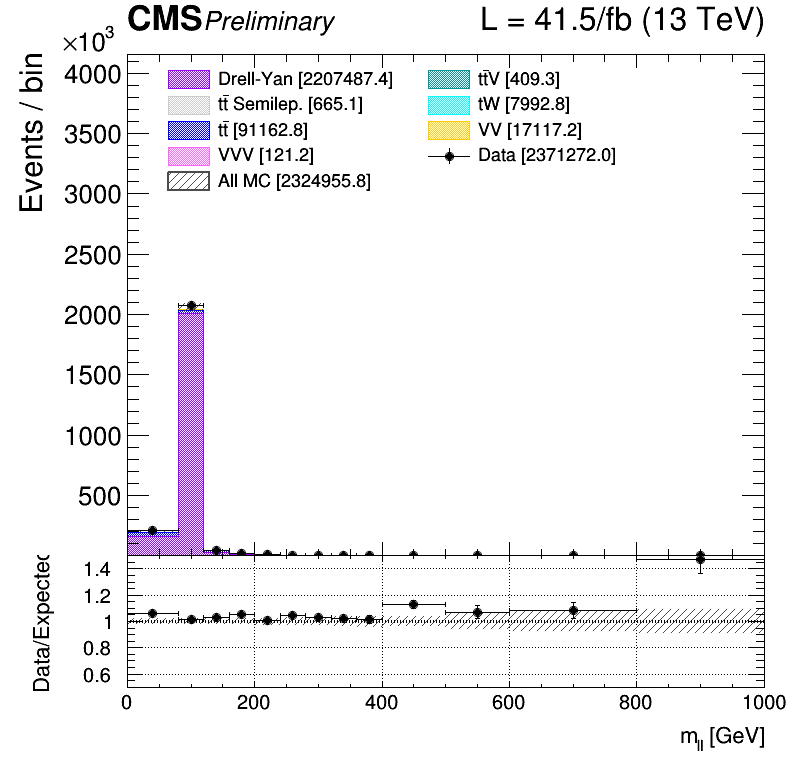 CMS Preliminary L = 41.5/fb (13 TeV)
×10³
Events / bin
4000
3500
3000
2500
2000
1500
1000
500
Drell-Yan [2207487.4]
tt̄ Semilep. [665.1]
tt̄ [91162.8]
VVV [121.2]
All MC [2324955.8]
tt̄V [409.3]
tW [7992.8]
VV [17117.2]
Data [2371272.0]
Data/Expected
1.4
1.2
1
0.8
0.6
0 200 400 600 800 1000
m_ll [GeV]